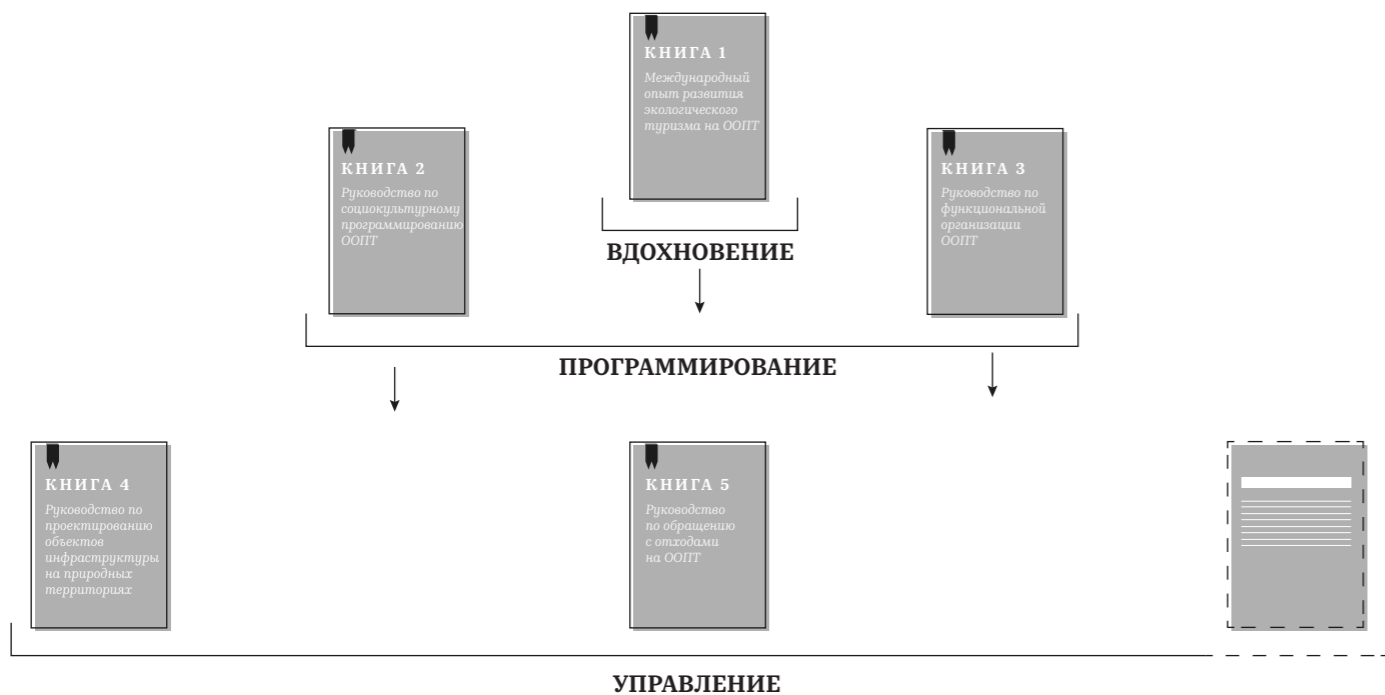 КНИГА 1
Международный
опыт развития
экологического
туризма на ООПТ
КНИГА 2
Руководство по
социокультурному
программированию
ООПТ
КНИГА 3
Руководство по
функциональной
организации
ООПТ
ВДОХНОВЕНИЕ
ПРОГРАММИРОВАНИЕ
КНИГА 4
Руководство по
проектированию
объектов
инфраструктуры
на природных
территориях
КНИГА 5
Руководство
по обращению
с отходами
на ООПТ
УПРАВЛЕНИЕ